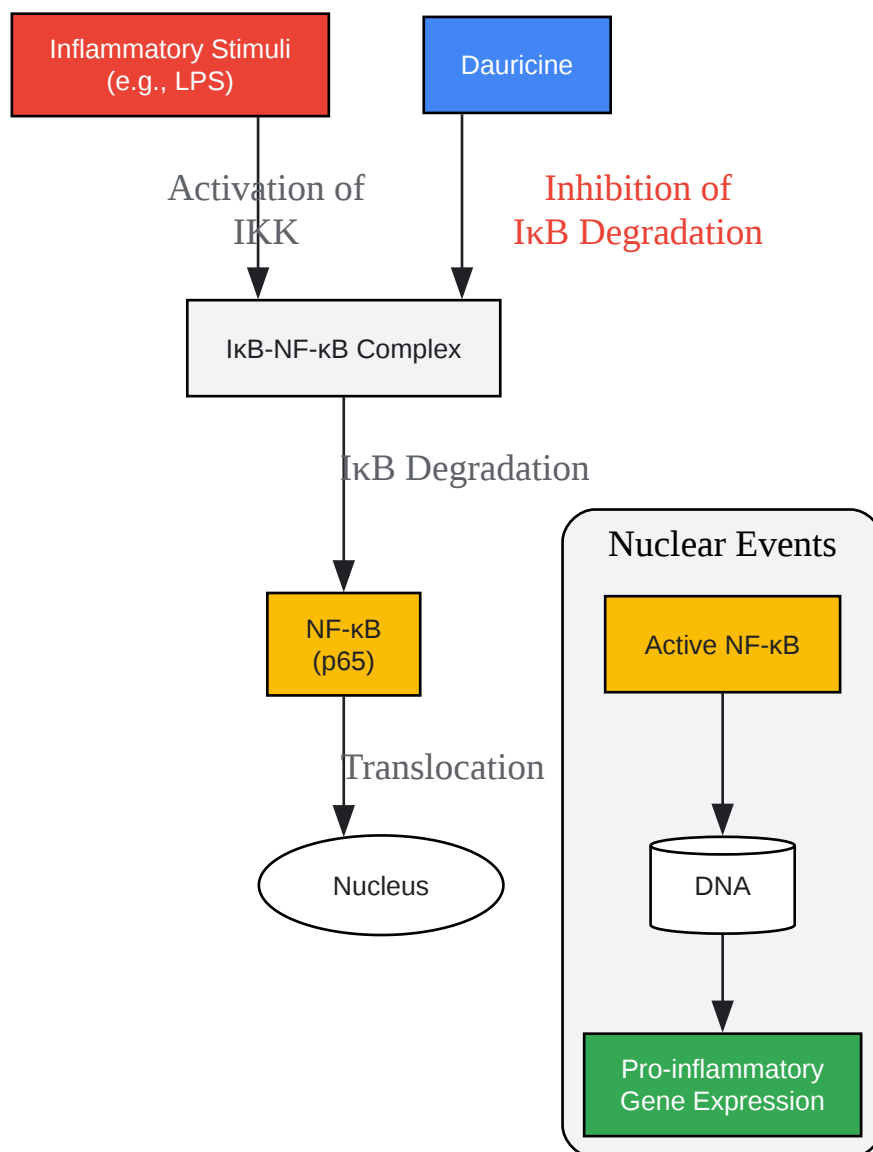 Inflammatory Stimuli
(e.g., LPS)
Dauricine
Activation of
IKK
Inhibition of
IκB Degradation
IκB-NF-κB Complex
IκB Degradation
NF-κB
(p65)
Translocation
Nucleus
Nuclear Events
Active NF-κB
DNA
Pro-inflammatory
Gene Expression